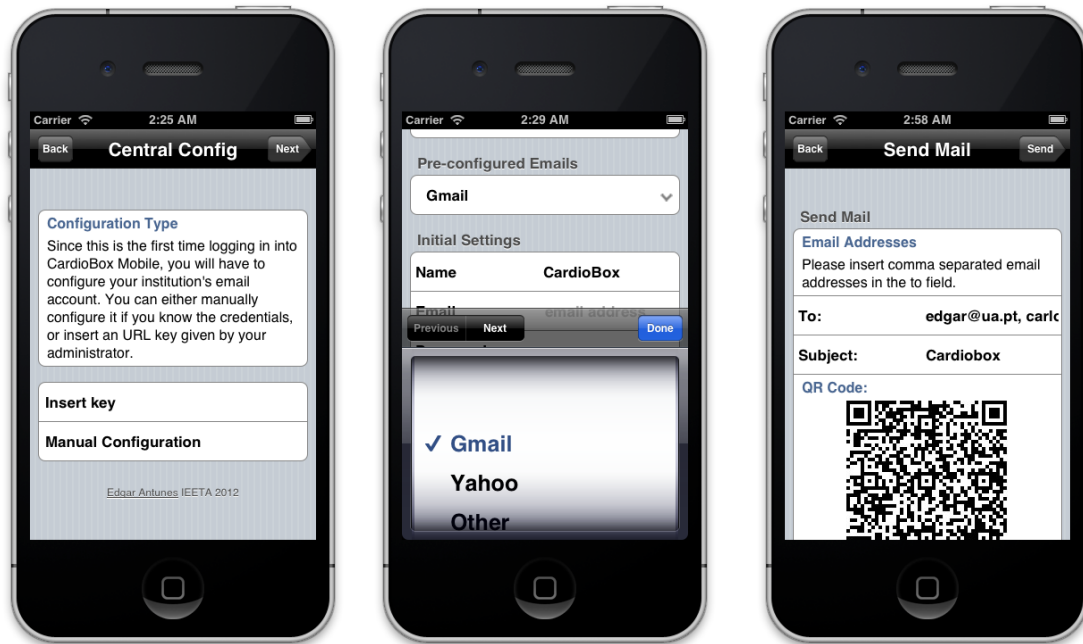 Carrier 2:25 AM
Back Central Config Next
Configuration Type
Since this is the first time logging in into
CardioBox Mobile, you will have to
configure your institution's email
account. You can either manually
configure it if you know the credentials,
or insert an URL key given by your
administrator.
Insert key
Manual Configuration
Edgar Antunes IEETA 2012
Carrier 2:29 AM
Pre-configured Emails
Gmail
Initial Settings
Name CardioBox
Email email address
Previous Next Done
Gmail
Yahoo
Other
Carrier 2:58 AM
Back Send Mail Send
Send Mail
Email Addresses
Please insert comma separated email
addresses in the to field.
To: edgar@ua.pt, carlo
Subject: Cardiobox
QR Code: